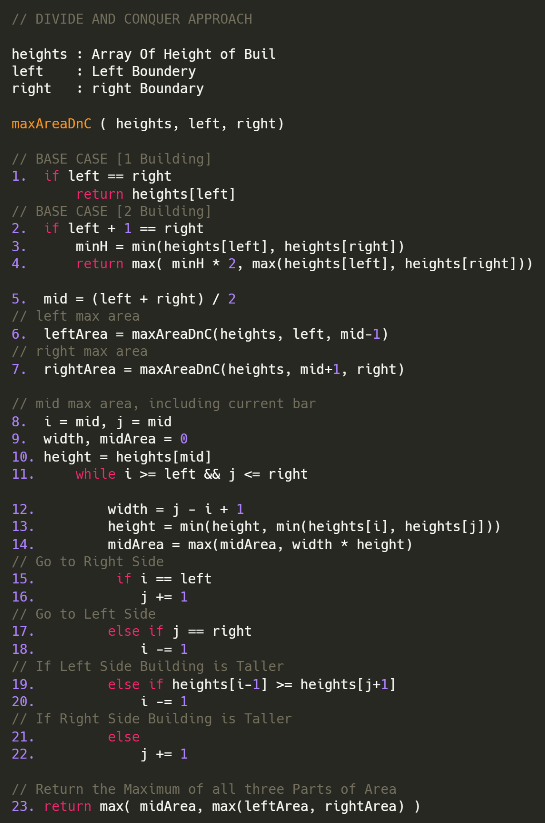 // DIVIDE AND CONQUER APPROACH
heights : Array Of Height of Buil
left    : Left Boundery
right   : right Boundary
maxAreaDnC ( heights, left, right)
// BASE CASE [1 Building]
1.  if left == right
        return heights[left]
// BASE CASE [2 Building]
2.  if left + 1 == right
3.      minH = min(heights[left], heights[right])
4.      return max( minH * 2, max(heights[left], heights[right]))
5.  mid = (left + right) / 2
// left max area
6.  leftArea = maxAreaDnC(heights, left, mid-1)
// right max area
7.  rightArea = maxAreaDnC(heights, mid+1, right)
// mid max area, including current bar
8.  i = mid, j = mid
9.  width, midArea = 0
10. height = heights[mid]
11.     while i >= left && j <= right
12.         width = j - i + 1
13.         height = min(height, min(heights[i], heights[j]))
14.         midArea = max(midArea, width * height)
// Go to Right Side
15.          if i == left
16.             j += 1
// Go to Left Side
17.         else if j == right
18.             i -= 1
// If Left Side Building is Taller
19.         else if heights[i-1] >= heights[j+1]
20.             i -= 1
// If Right Side Building is Taller
21.         else
22.             j += 1
// Return the Maximum of all three Parts of Area
23. return max( midArea, max(leftArea, rightArea) )